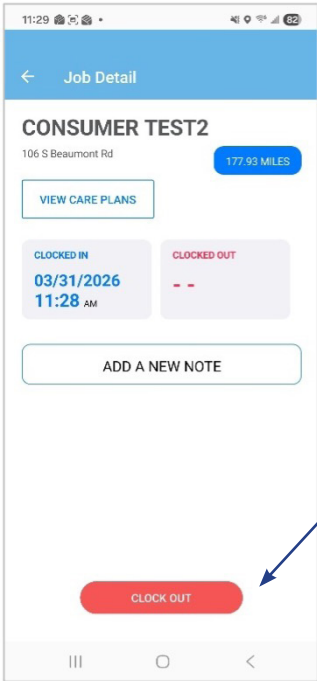 11:29
82
Job Detail
CONSUMER TEST2
106 S Beaumont Rd
177.93 MILES
VIEW CARE PLANS
CLOCKED IN
03/31/2026
11:28 AM
CLOCKED OUT
- -
ADD A NEW NOTE
CLOCK OUT